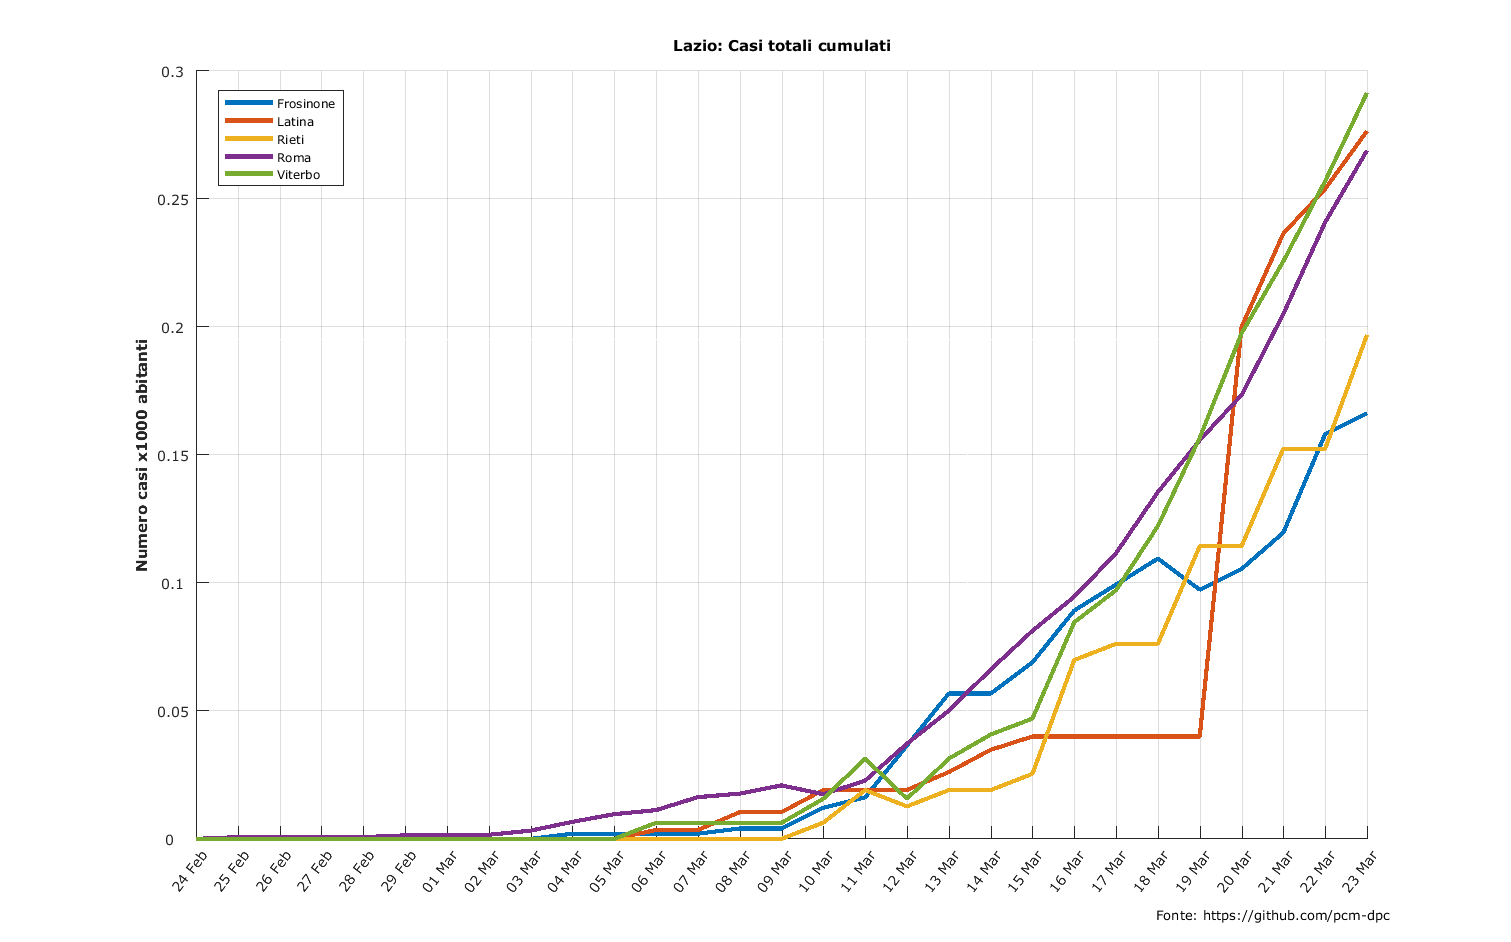 Lazio: Casi totali cumulati
Numero casi x1000 abitanti
0.3
0.25
0.2
0.15
0.1
0.05
0
Frosinone
Latina
Rieti
Roma
Viterbo
24 Feb
25 Feb
26 Feb
27 Feb
28 Feb
29 Feb
01 Mar
02 Mar
03 Mar
04 Mar
05 Mar
06 Mar
07 Mar
08 Mar
09 Mar
10 Mar
11 Mar
12 Mar
13 Mar
14 Mar
15 Mar
16 Mar
17 Mar
18 Mar
19 Mar
20 Mar
21 Mar
22 Mar
23 Mar
Fonte: https://github.com/pcm-dpc